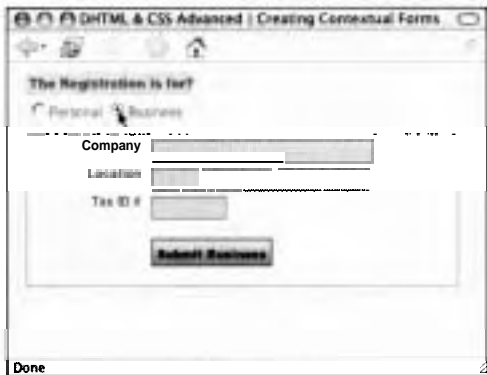 DHTML & CSS Advanced | Creating Contextual Forms
The Registration is for?
Personal Business
Company
Location
Tax ID #
Submit Business
Done